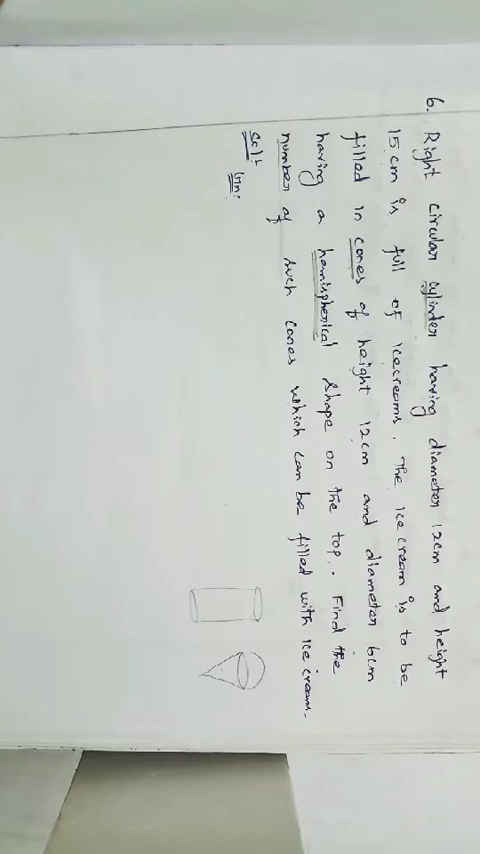 6. Right circular cylinder having diameter 12cm and height
15 cm is full of icecreams. The ice cream is to be
filled in cones of height 12cm and diameter 6cm
having a hemispherical shape on the top. Find the
number of such cones which can be filled with ice cream.
Gn: